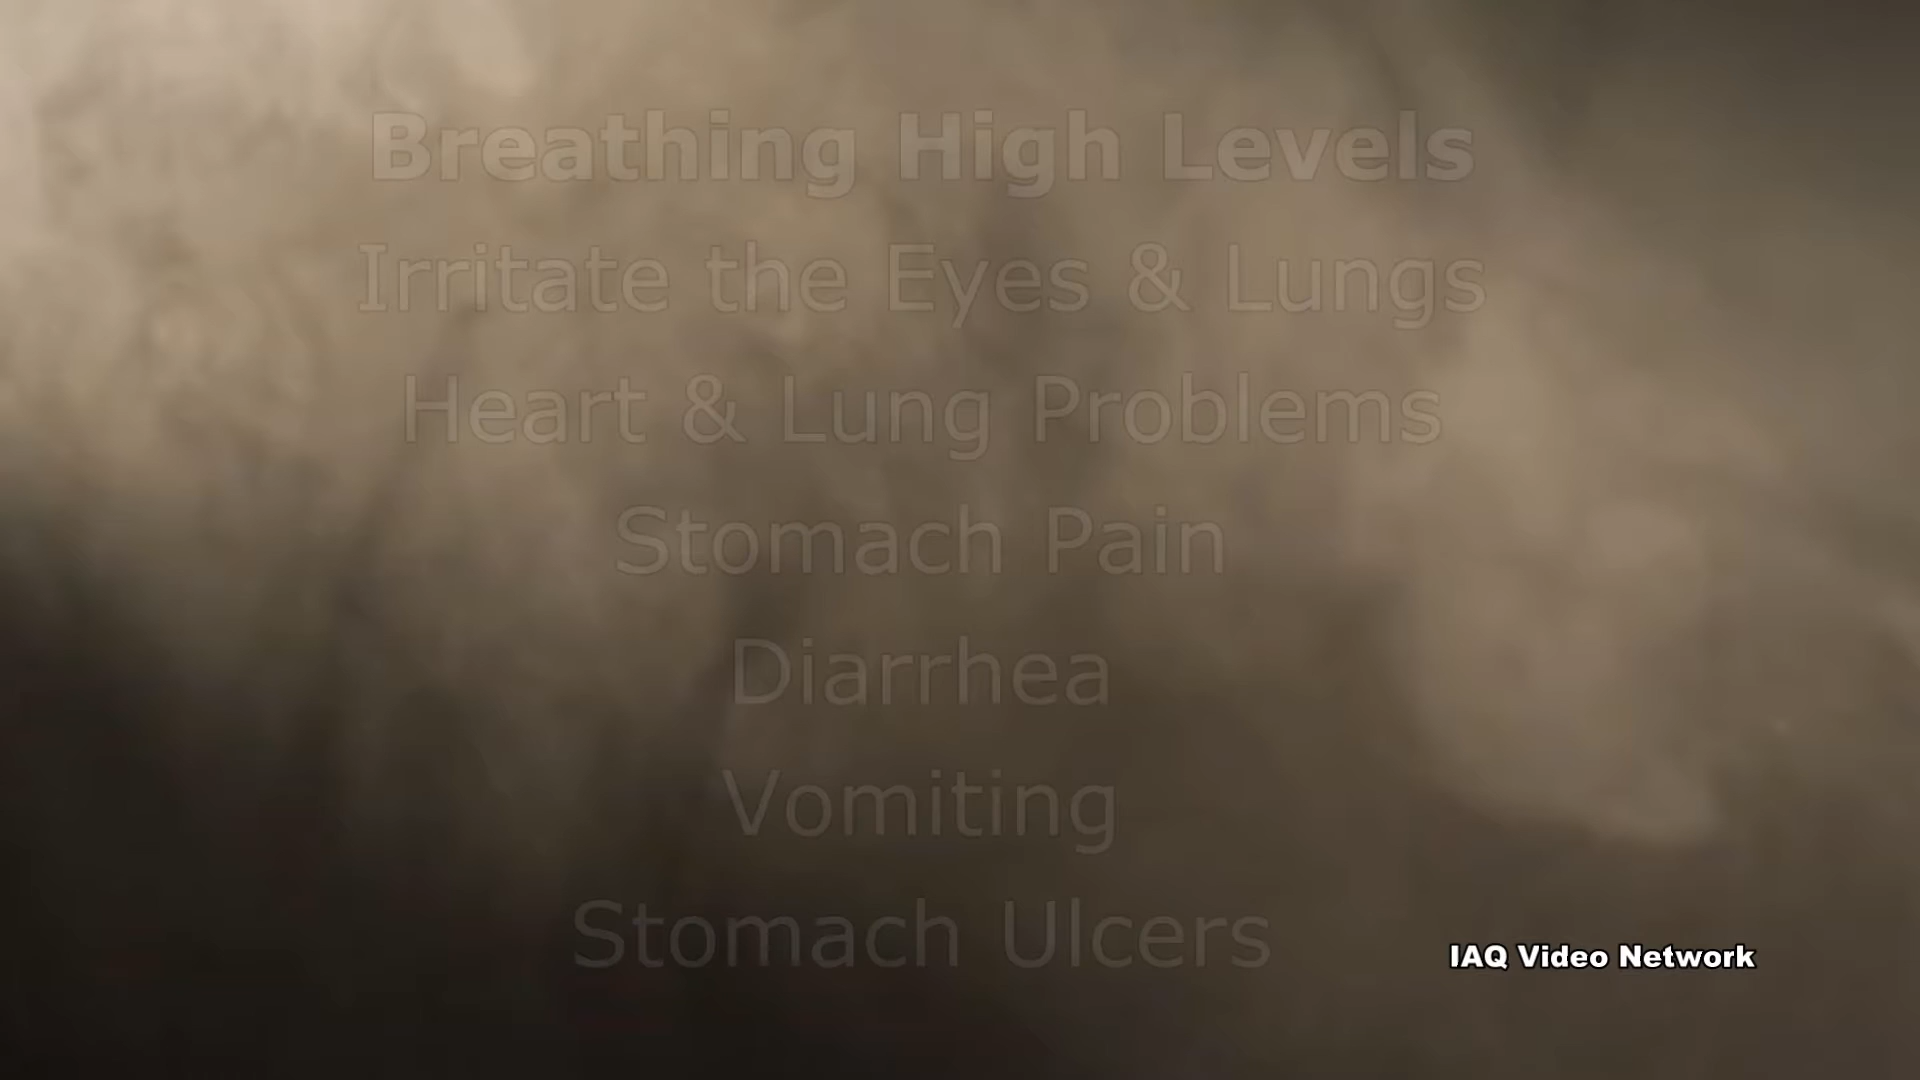 Breathing High Levels
Irritate the Eyes & Lungs
Heart & Lung Problems
Stomach Pain
Diarrhea
Vomiting
Stomach Ulcers
IAQ Video Network